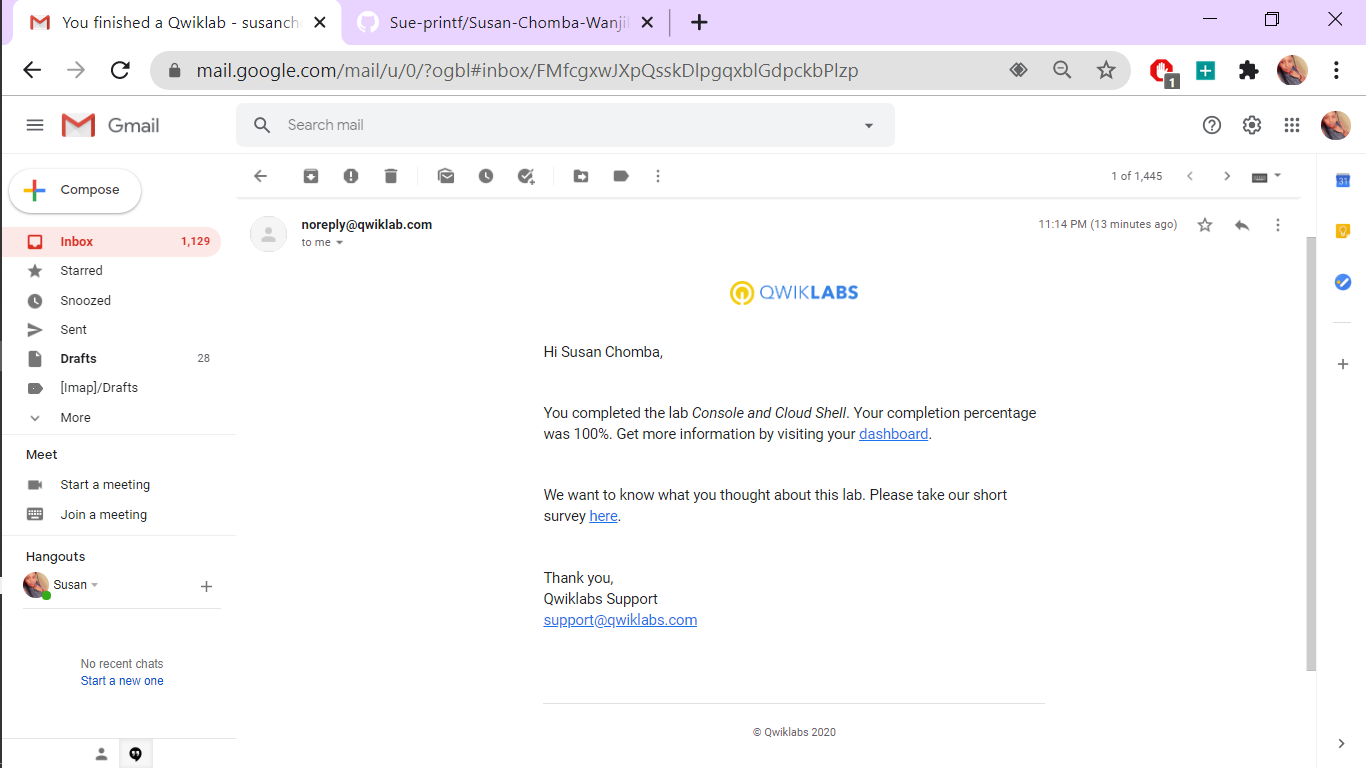 You finished a Qwiklab - susanch
Sue-printf/Susan-Chomba-Wanji
mail.google.com/mail/u/0/?ogbl#inbox/FMfcgxwJXpQsskDlpgqxblGdpckbPlzp
1
Gmail
Search mail
Compose
1 of 1,445
31
Inbox 1,129
Starred
Snoozed
Sent
Drafts 28
[Imap]/Drafts
More
Meet
Start a meeting
Join a meeting
Hangouts
Susan
No recent chats
Start a new one
noreply@qwiklab.com 11:14 PM (13 minutes ago)
to me
QWIKLABS
Hi Susan Chomba,
You completed the lab Console and Cloud Shell. Your completion percentage
was 100%. Get more information by visiting your dashboard.
We want to know what you thought about this lab. Please take our short
survey here.
Thank you,
Qwiklabs Support
support@qwiklabs.com
© Qwiklabs 2020